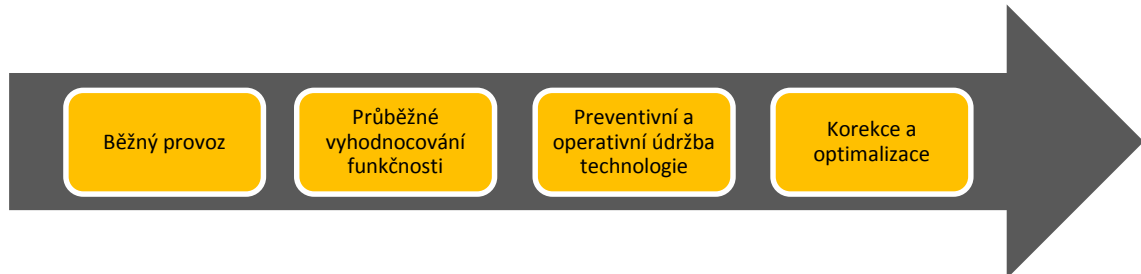 Běžný provoz
Průběžné
vyhodnocování
funkčnosti
Preventivní a
operativní údržba
technologie
Korekce a
optimalizace